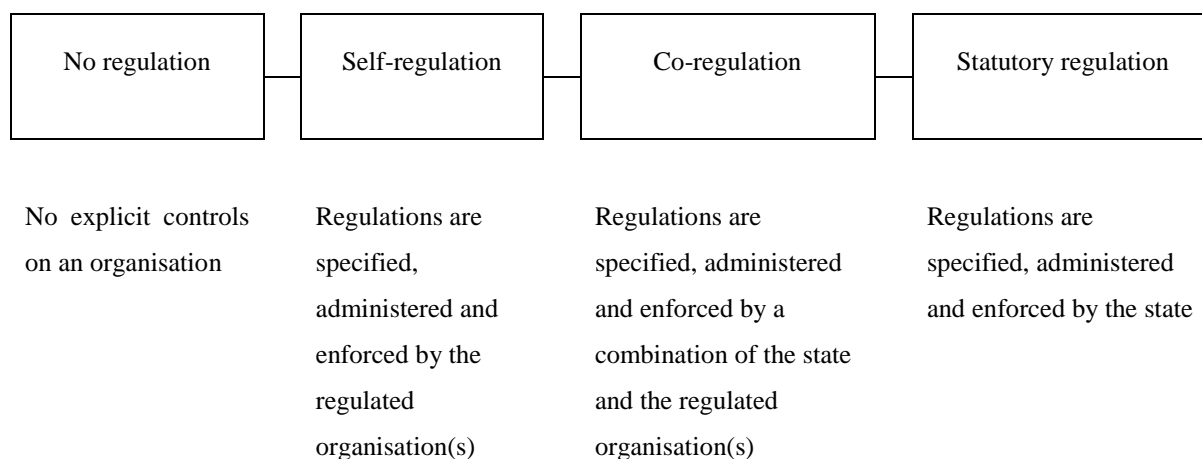 No regulation
Self-regulation
Co-regulation
Statutory regulation
No explicit controls
on an organisation
Regulations are
specified,
administered and
enforced by the
regulated
organisation(s)
Regulations are
specified, administered
and enforced by a
combination of the state
and the regulated
organisation(s)
Regulations are
specified, administered
and enforced by the state